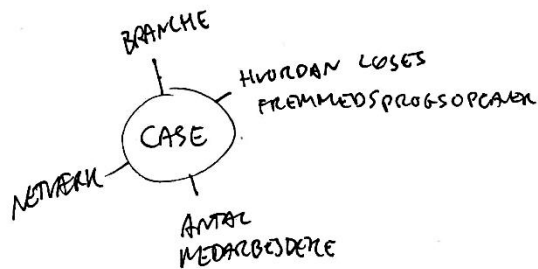 BRANCHE
HVORDAN LØSES
FREMMEDSPROGSOPGAVER
CASE
NETVÆRK
ANTAL
MEDARBEJDERE